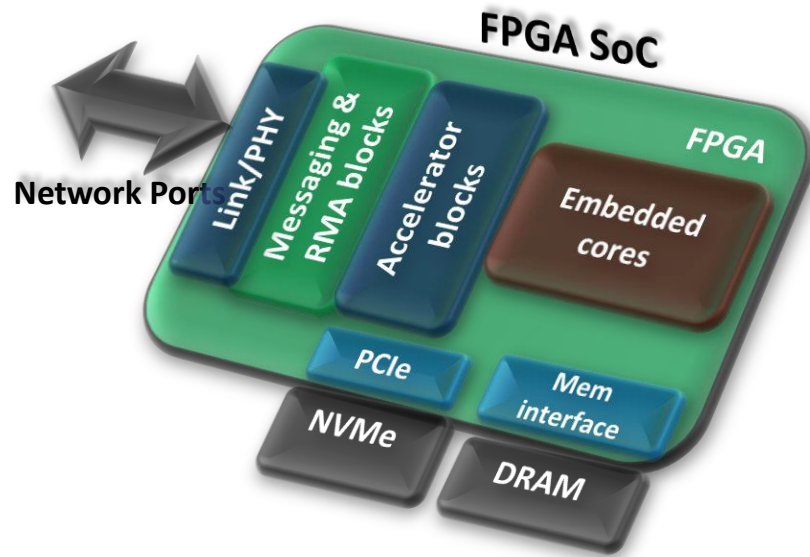 FPGA SoC
FPGA
Network Ports
Link/PHY
Messaging &
RMA blocks
Accelerator
blocks
Embedded
cores
PCIe
Mem
interface
NVMe
DRAM